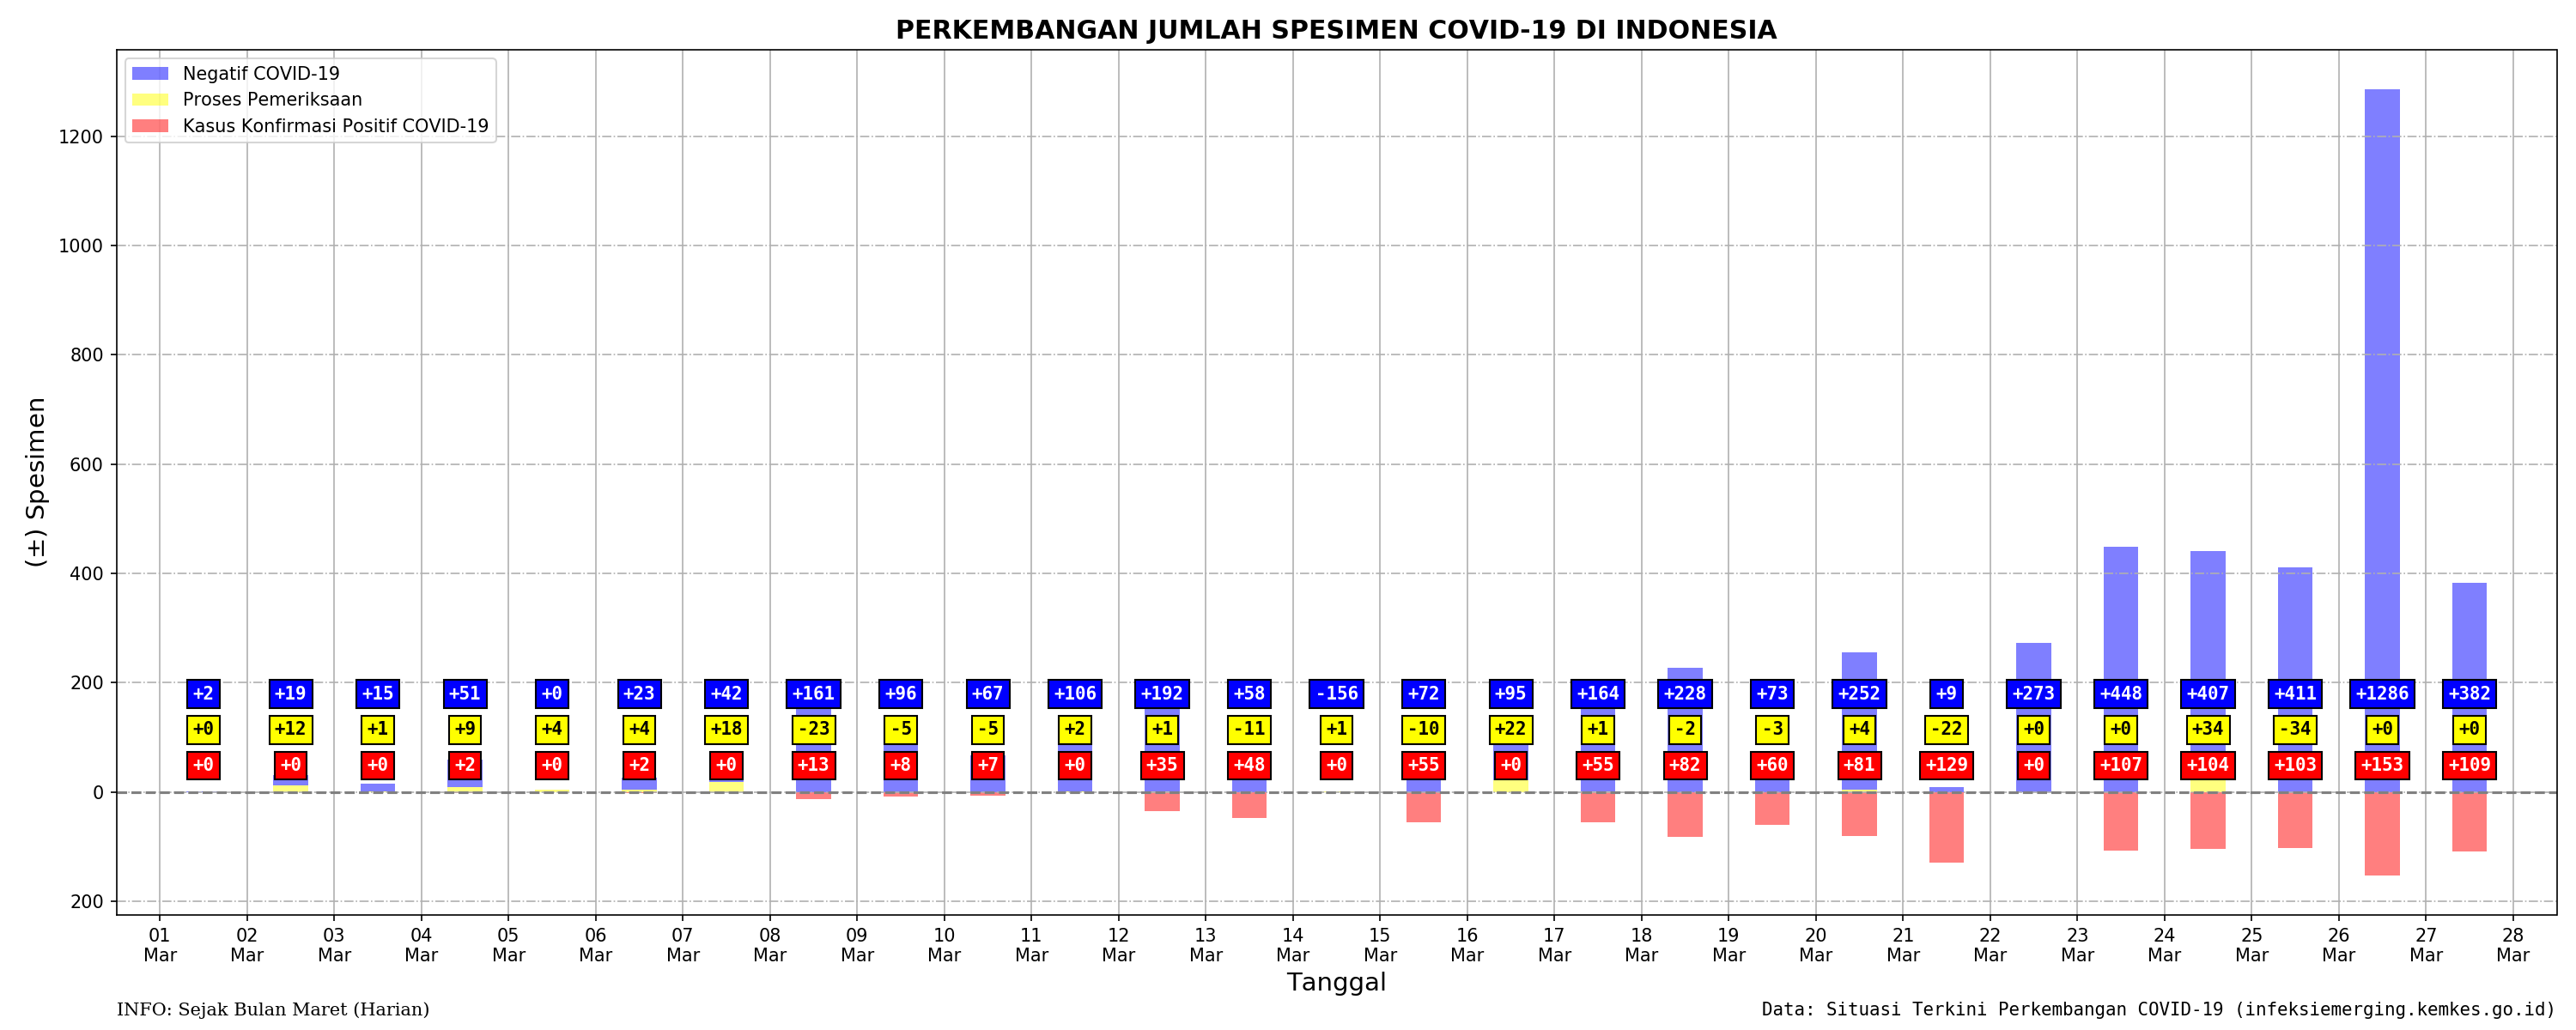 PERKEMBANGAN JUMLAH SPESIMEN COVID-19 DI INDONESIA
Negatif COVID-19
Proses Pemeriksaan
Kasus Konfirmasi Positif COVID-19
(±) Spesimen
1200
1000
800
600
400
200
0
200
+2 +19 +15 +51 +0 +23 +42 +161 +96 +67 +106 +192 +58 -156 +72 +95 +164 +228 +73 +252 +9 +273 +448 +407 +411 +1286 +382
+0 +12 +1 +9 +4 +4 +18 -23 -5 -5 +2 +1 -11 +1 -10 +22 +1 -2 -3 +4 -22 +0 +0 +34 -34 +0 +0
+0 +0 +0 +2 +0 +2 +0 +13 +8 +7 +0 +35 +48 +0 +55 +0 +55 +82 +60 +81 +129 +0 +107 +104 +103 +153 +109
01 02 03 04 05 06 07 08 09 10 11 12 13 14 15 16 17 18 19 20 21 22 23 24 25 26 27 28
Mar Mar Mar Mar Mar Mar Mar Mar Mar Mar Mar Mar Mar Mar Mar Mar Mar Mar Mar Mar Mar Mar Mar Mar Mar Mar Mar Mar
Tanggal
INFO: Sejak Bulan Maret (Harian)
Data: Situasi Terkini Perkembangan COVID-19 (infeksiemerging.kemkes.go.id)